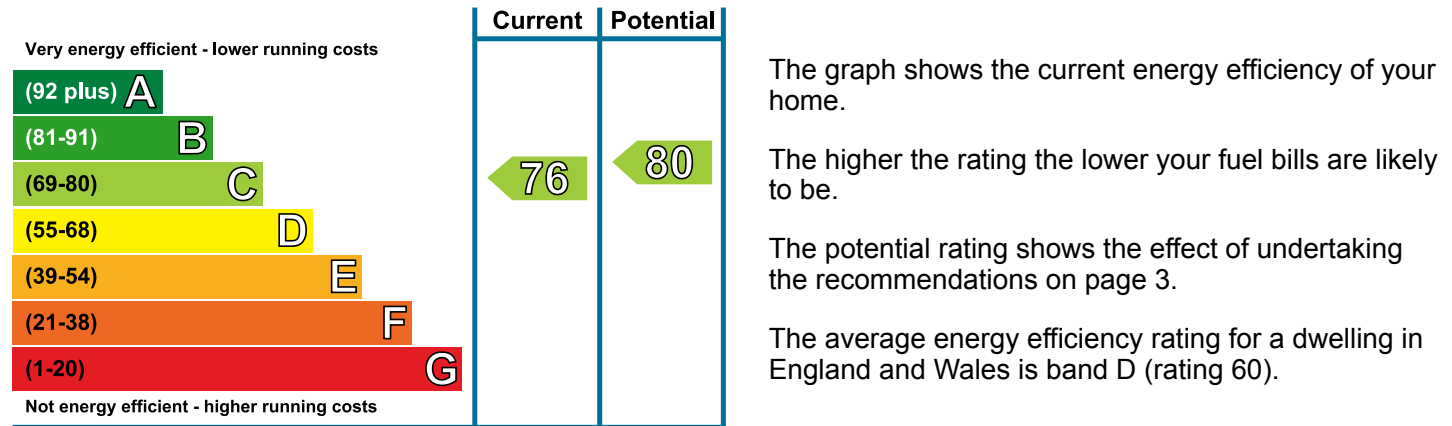 Current Potential
Very energy efficient - lower running costs
(92 plus) A
(81-91) B
(69-80) C
(55-68) D
(39-54) E
(21-38) F
(1-20) G
Not energy efficient - higher running costs
76
80
The graph shows the current energy efficiency of your
home.
The higher the rating the lower your fuel bills are likely
to be.
The potential rating shows the effect of undertaking
the recommendations on page 3.
The average energy efficiency rating for a dwelling in
England and Wales is band D (rating 60).